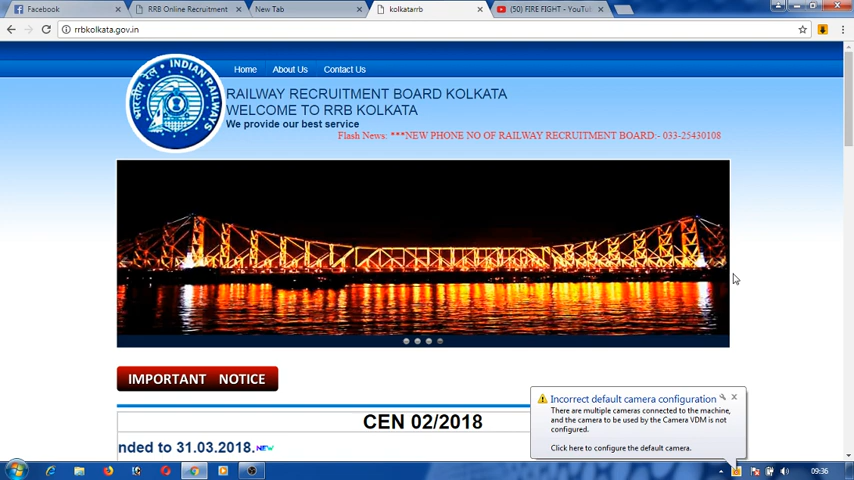 Facebook
RRB Online Recruitment
New Tab
kolkatarrb
(50) FIRE FIGHT - YouTu
rrbkolkata.gov.in
Home About Us Contact Us
भारतीय रेल INDIAN RAILWAYS
RAILWAY RECRUITMENT BOARD KOLKATA
WELCOME TO RRB KOLKATA
We provide our best service
Flash News: ***NEW PHONE NO OF RAILWAY RECRUITMENT BOARD:- 033-25430108
IMPORTANT NOTICE
CEN 02/2018
nded to 31.03.2018. NEW
Incorrect default camera configuration
There are multiple cameras connected to the machine,
and the camera to be used by the Camera VDM is not
configured.
Click here to configure the default camera.
09:36